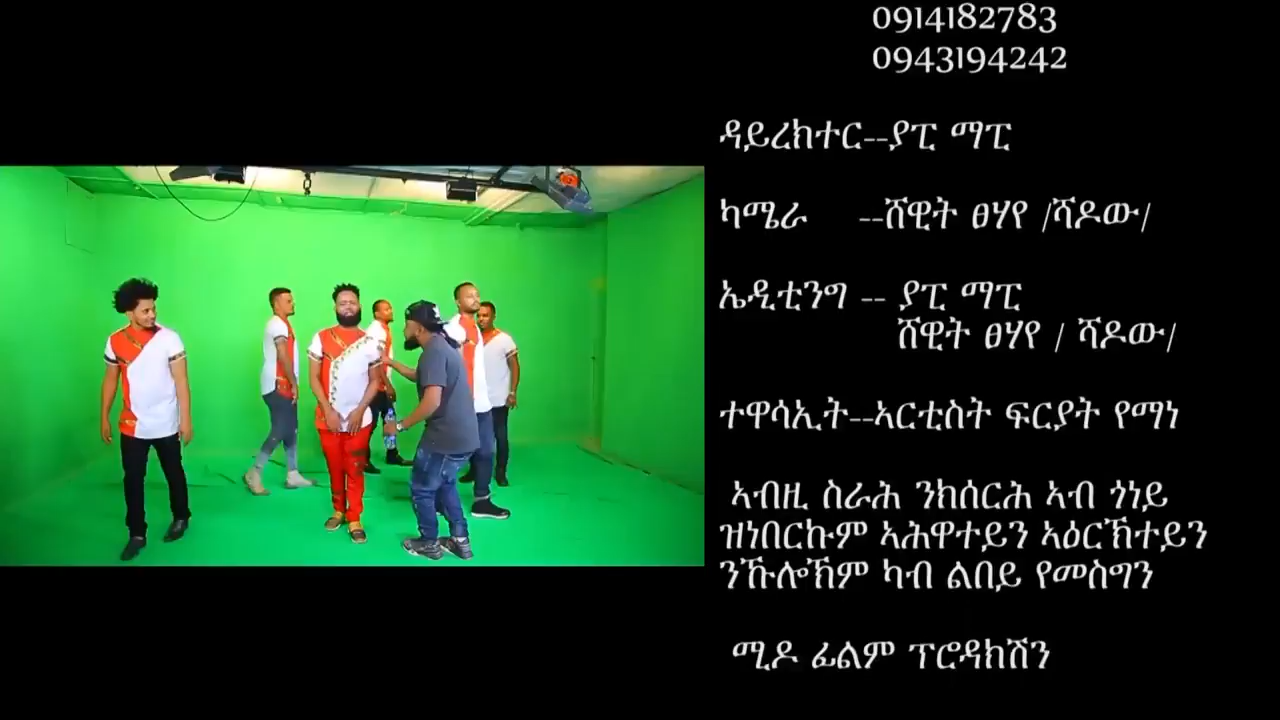 0914182783
0943194242
ዳይረክተር--ያፒ ማፒ
ካሜራ --ሸዊት ፀሃየ /ሻዶው/
ኤዲቲንግ -- ያፒ ማፒ
ሸዊት ፀሃየ / ሻዶው/
ተዋሳኢት--ኣርቲስት ፍርያት የማነ
ኣብዚ ስራሕ ንክሰርሕ ኣብ ጎነይ
ዝነበርኩም ኣሕዋተይን ኣዕርኽተይን
ንኹሎኽም ካብ ልበይ የመስግን
ሚዶ ፊልም ፕሮዳክሽን